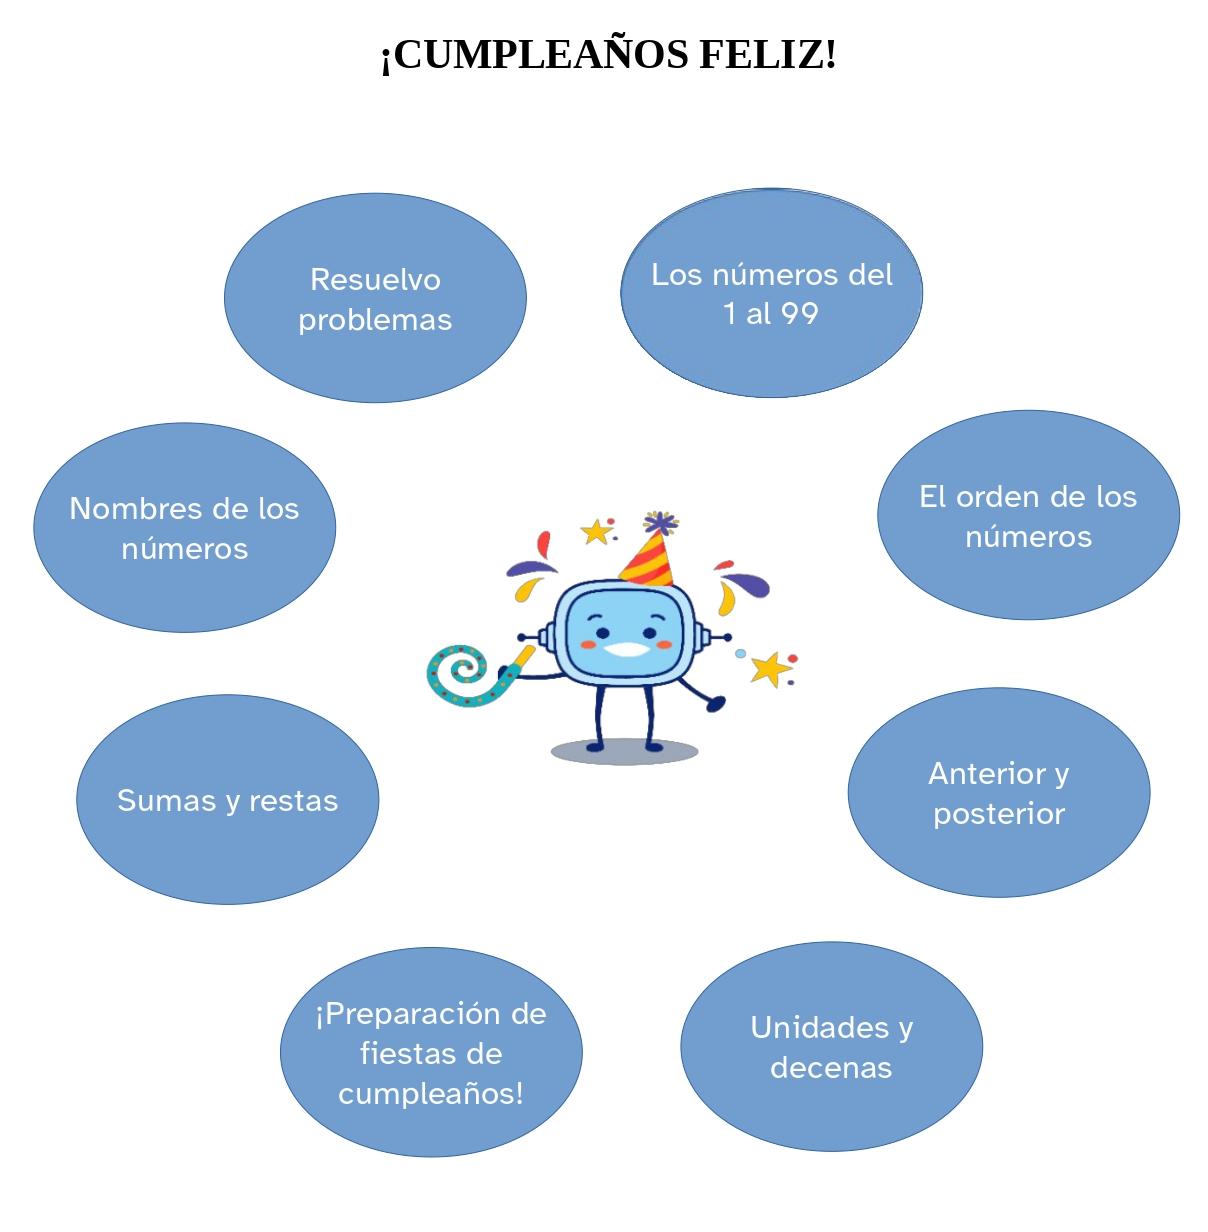 ¡CUMPLEAÑOS FELIZ!
Resuelvo
problemas
Los números del
1 al 99
Nombres de los
números
El orden de los
números
Sumas y restas
Anterior y
posterior
¡Preparación de
fiestas de
cumpleaños!
Unidades y
decenas